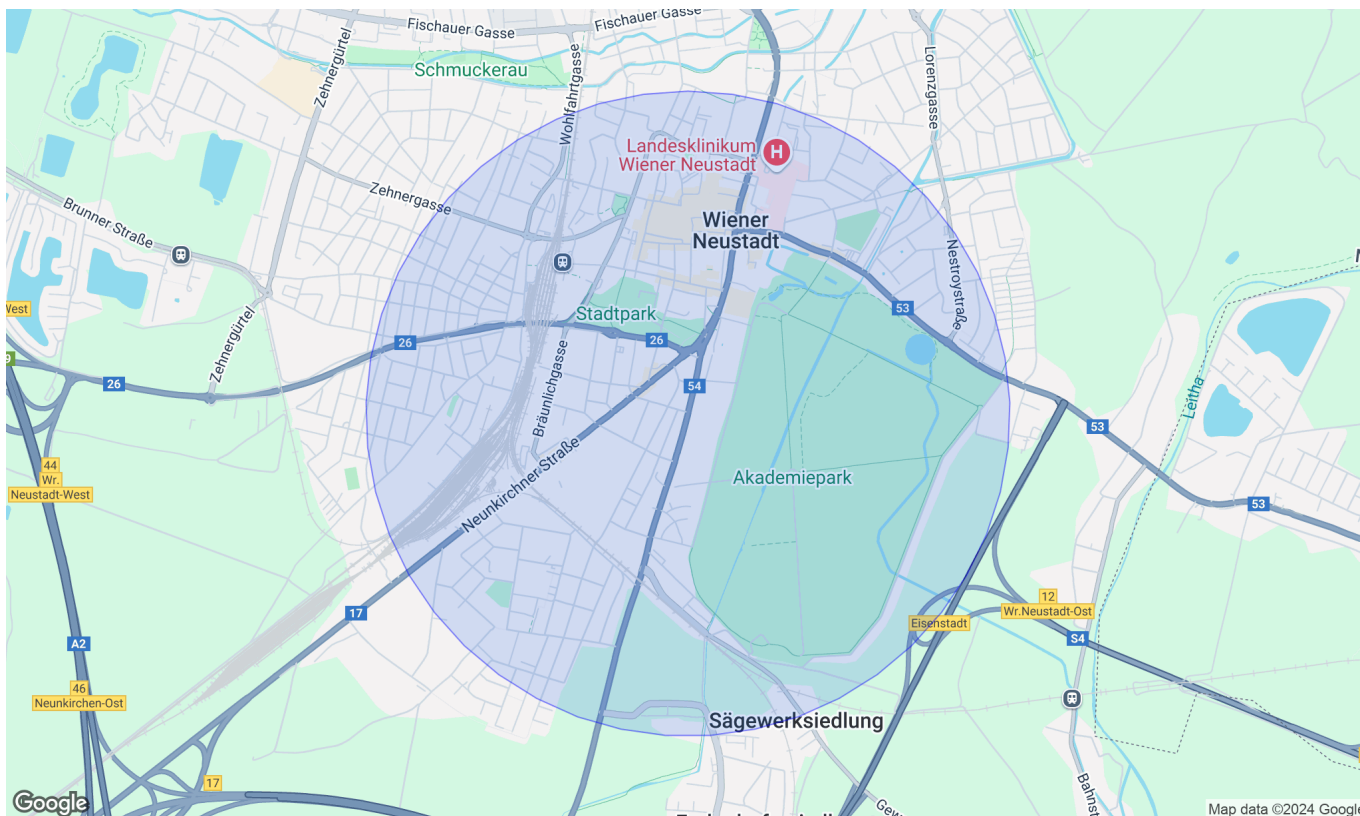 Fischauer Gasse
Fischauer Gasse
Schmuckerau
Zehnergürtel
Wohlfahrtgasse
Lorenzgasse
Landesklinikum
Wiener Neustadt
H
Zehnergasse
Brunner Straße
Wiener
Neustadt
Nestroystraße
West
Stadtpark
53
26
26
26
Zehnergürtel
Bräunlichgasse
54
Leitha
53
44
Wr.
Neustadt-West
Neunkirchner Straße
Akademiepark
53
17
12
Wr.Neustadt-Ost
Eisenstadt
S4
A2
46
Neunkirchen-Ost
Sägewerksiedlung
17
Google
Map data ©2024 Google